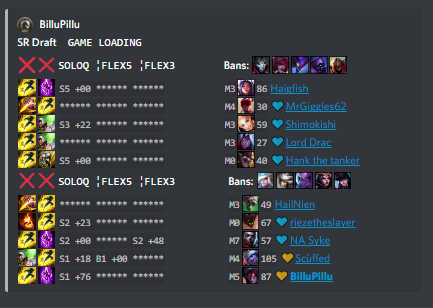 BilluPillu
SR Draft GAME LOADING
❌❌ SOLOQ ¦FLEX5 ¦FLEX3 Bans:
S5 +00 ****** ****** M3 86 Haigfish
****** ****** ****** M4 30 MrGiggles62
S3 +22 ****** ****** M3 59 Shimokishi
****** ****** ****** M3 27 Lord Drac
S5 +00 ****** ****** M0 40 Hank the tanker
❌❌ SOLOQ ¦FLEX5 ¦FLEX3 Bans:
****** ****** ****** M3 49 HailNien
S2 +23 ****** ****** M0 67 riezetheslayer
S2 +00 ****** S2 +48 M7 57 NA Syke
S1 +18 B1 +00 ****** M4 105 Scüffed
S1 +76 ****** ****** M5 87 BilluPillu